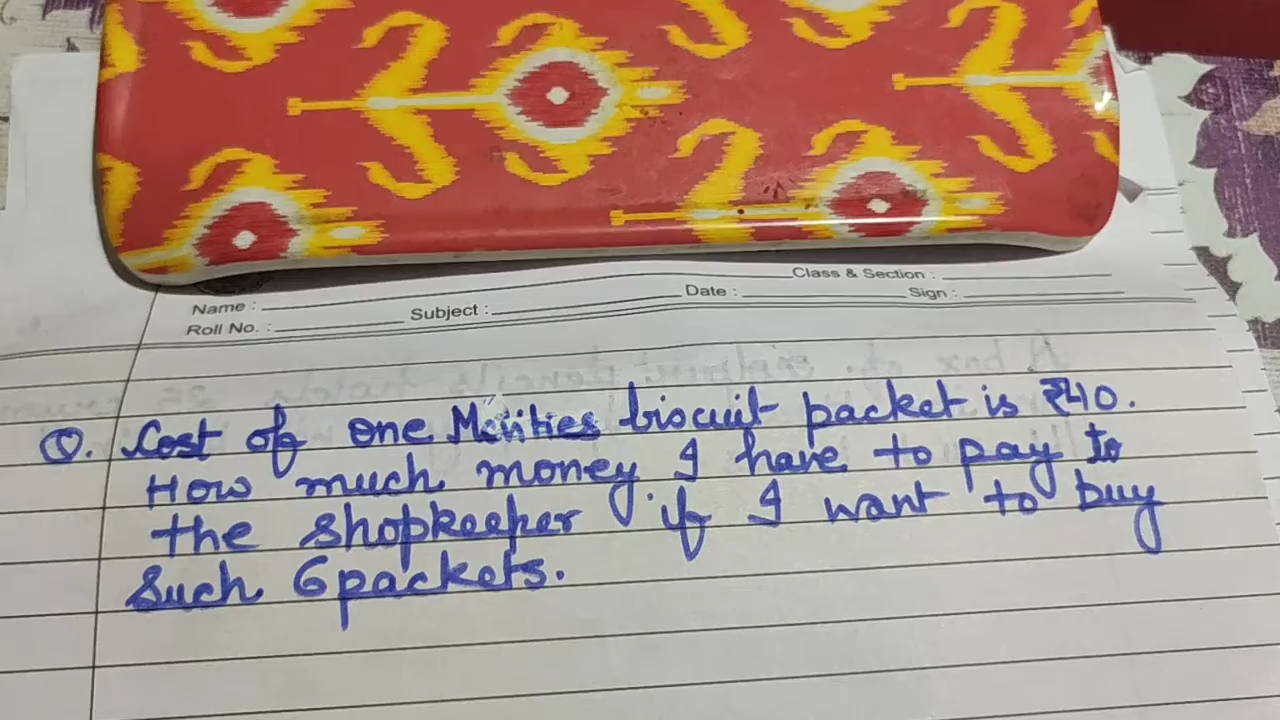 Class & Section :
Name : Subject : Date : Sign :
Roll No. :
Q. Cost of one Mcvities biscuit packet is ₹40.
How much money I have to pay to
the shopkeeper if I want to buy
such 6 packets.